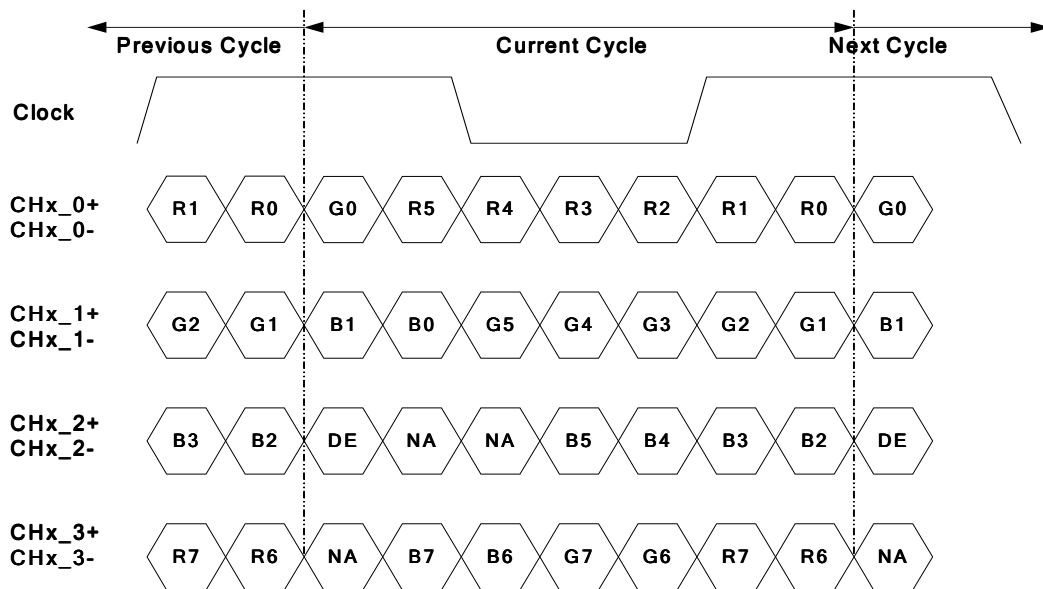 Previous Cycle Current Cycle Next Cycle
Clock
CHx_0+
CHx_0-
R1 R0 G0 R5 R4 R3 R2 R1 R0 G0
CHx_1+
CHx_1-
G2 G1 B1 B0 G5 G4 G3 G2 G1 B1
CHx_2+
CHx_2-
B3 B2 DE NA NA B5 B4 B3 B2 DE
CHx_3+
CHx_3-
R7 R6 NA B7 B6 G7 G6 R7 R6 NA